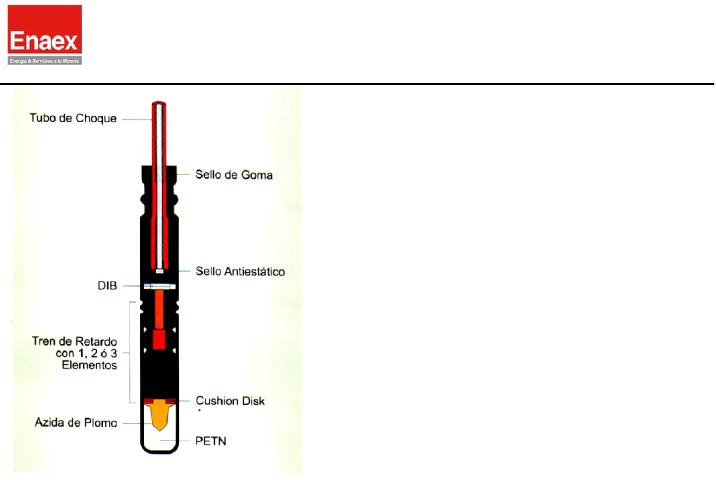 Enaex
Energía & Servicios a la Minería
Tubo de Choque
Sello de Goma
Sello Antiestático
DIB
Tren de Retardo
con 1, 2 ó 3
Elementos
Cushion Disk
Azida de Plomo
PETN